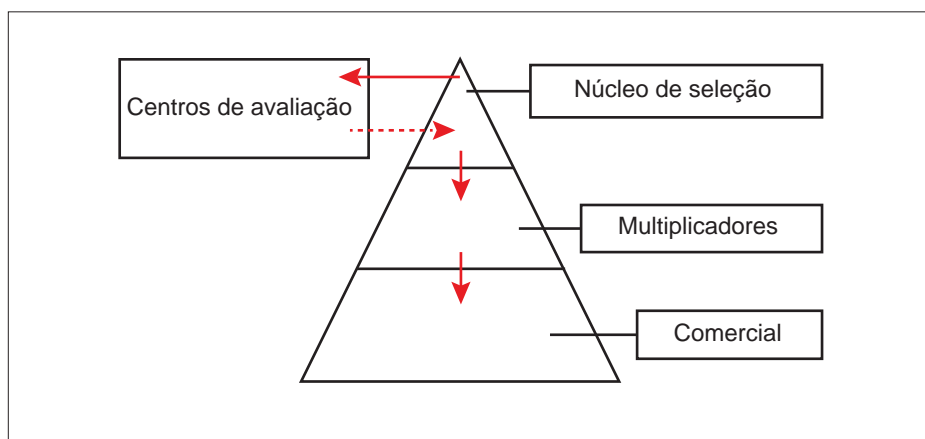 Centros de avaliação
Núcleo de seleção
Multiplicadores
Comercial